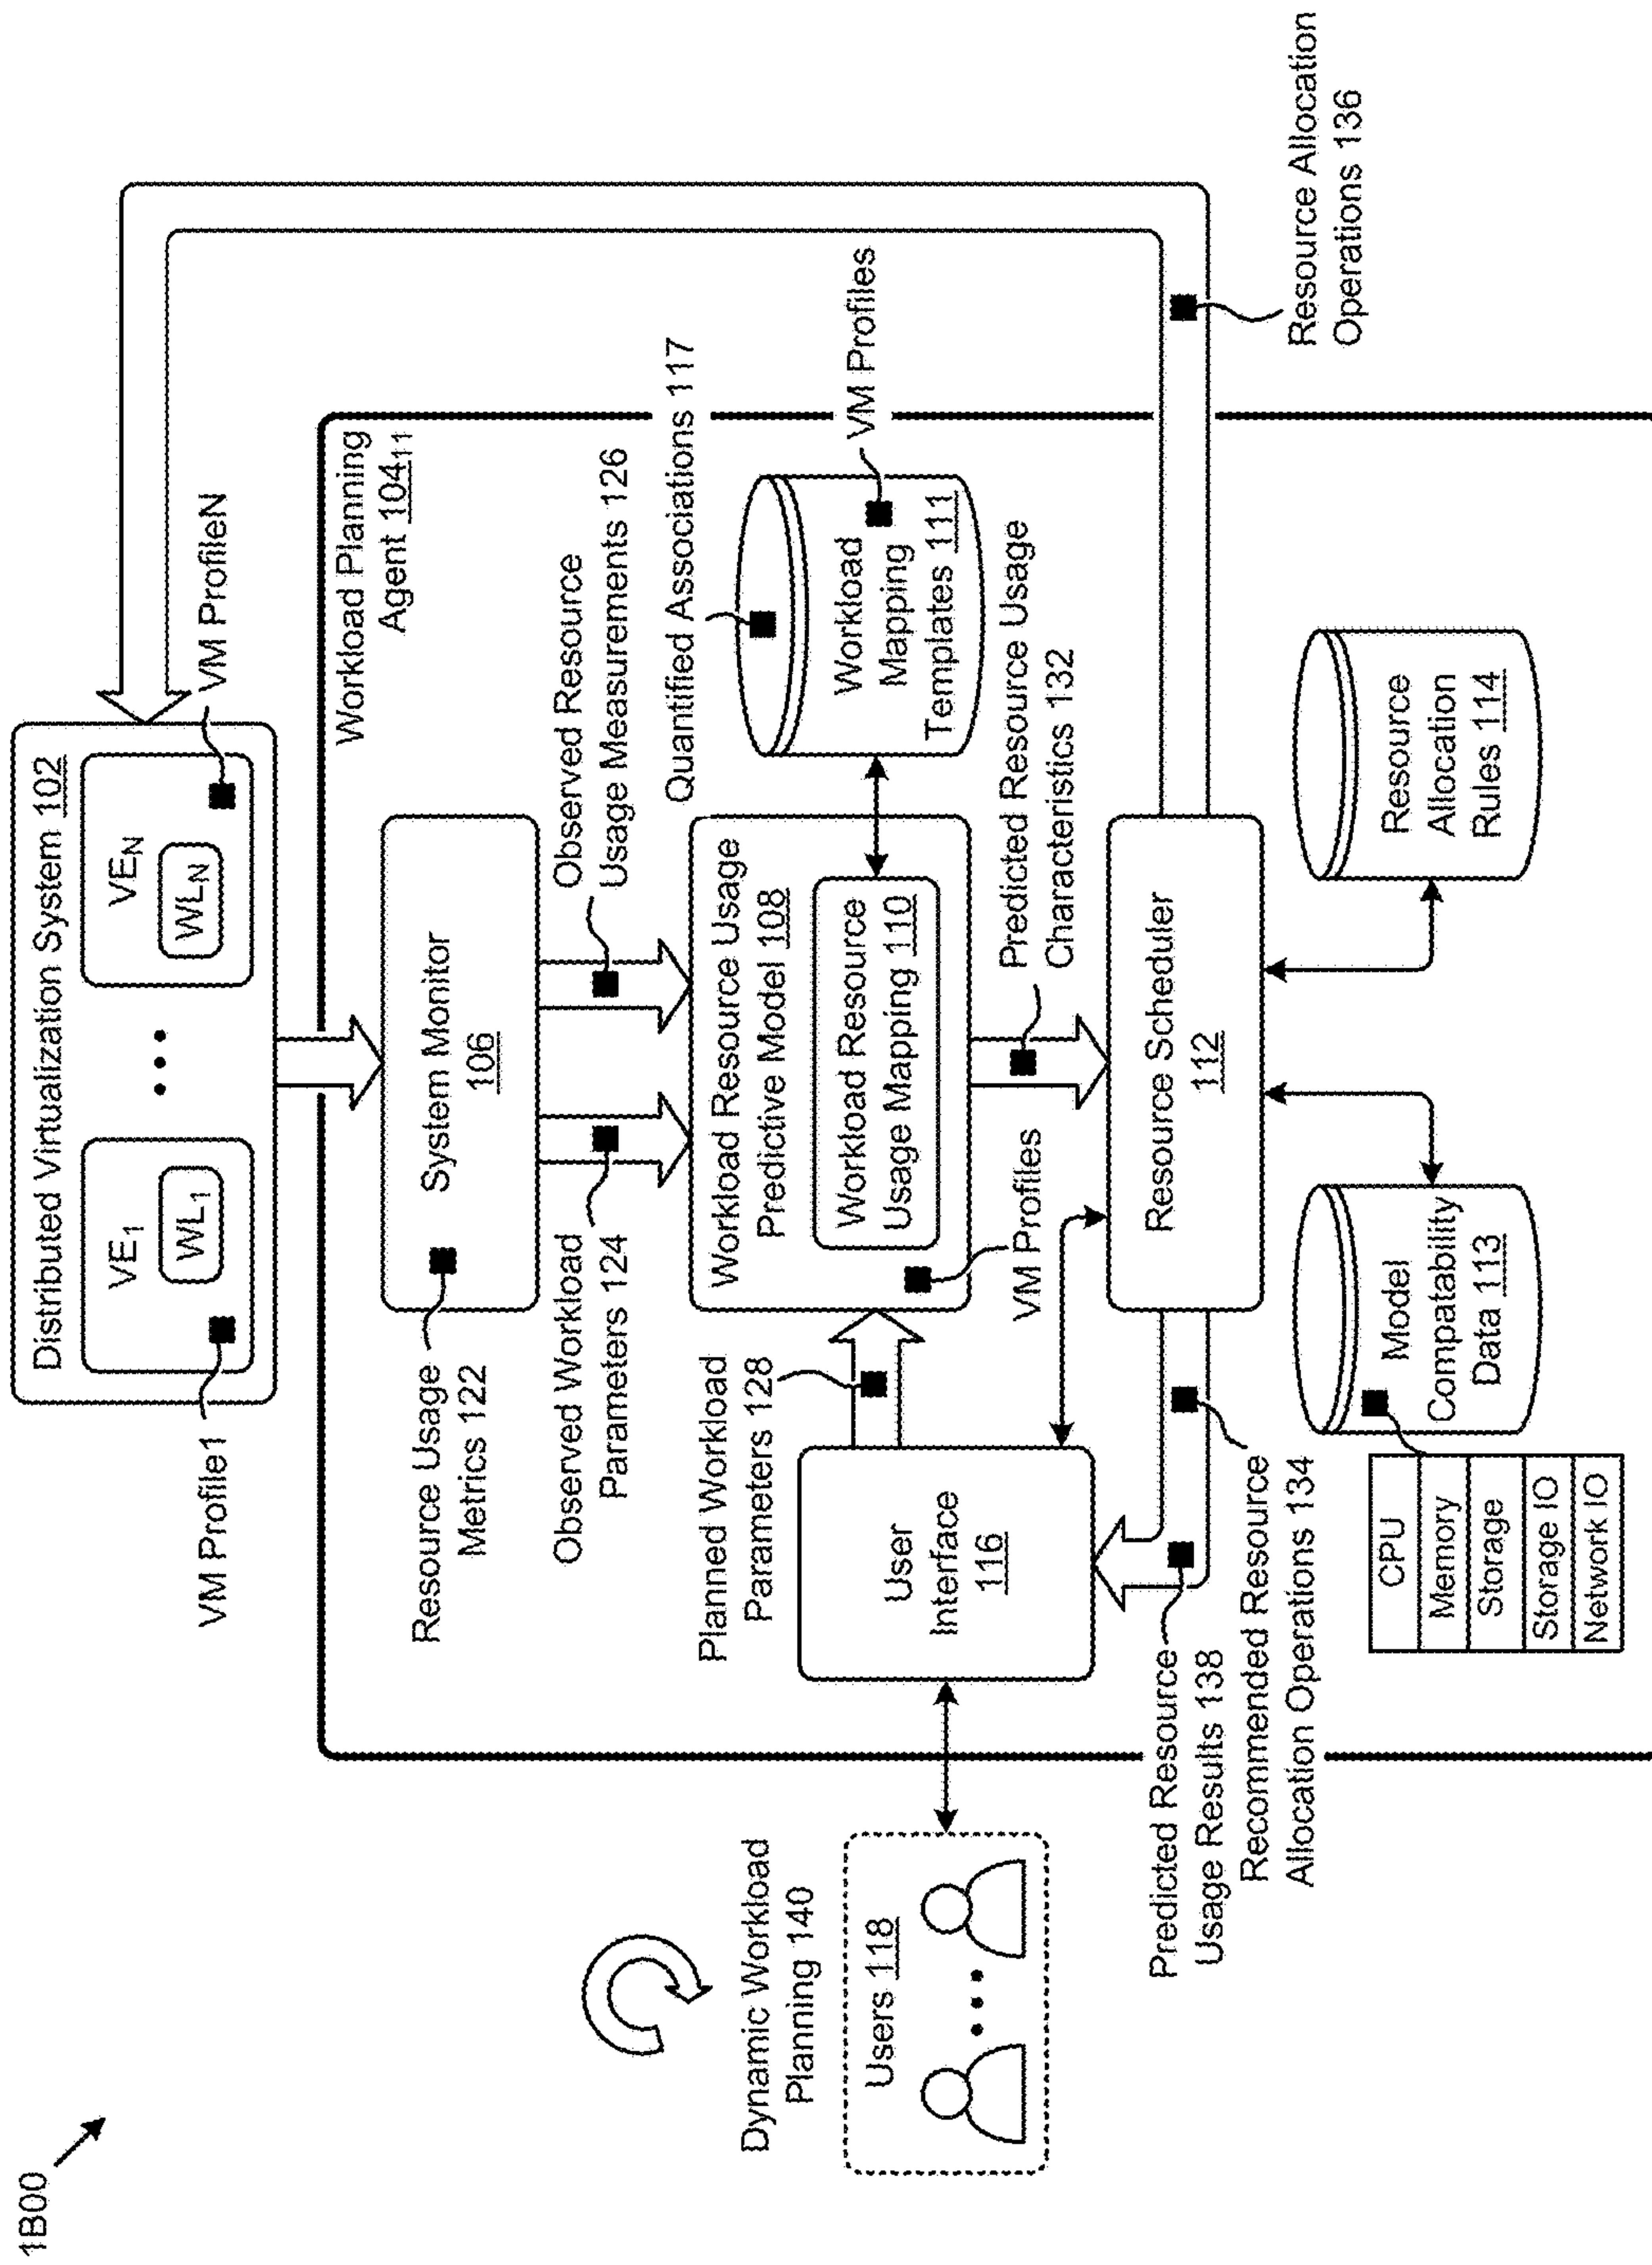 1B00
Distributed Virtualization System 102
VE1
WL1
VEN
WLN
VM Profile1
VM ProfileN
Workload Planning
Agent 10411
System Monitor
106
Resource Usage
Metrics 122
Observed Workload
Parameters 124
Observed Resource
Usage Measurements 126
Quantified Associations 117
Planned Workload
Parameters 128
Workload Resource Usage
Predictive Model 108
Workload Resource
Usage Mapping 110
VM Profiles
Workload
Mapping
Templates 111
VM Profiles
Dynamic Workload
Planning 140
Users 118
User
Interface
116
Predicted Resource Usage
Characteristics 132
Resource Scheduler
112
Predicted Resource
Usage Results 138
Recommended Resource
Allocation Operations 134
Resource Allocation
Operations 136
Model
Compatability
Data 113
Resource
Allocation
Rules 114
CPU
Memory
Storage
Storage IO
Network IO